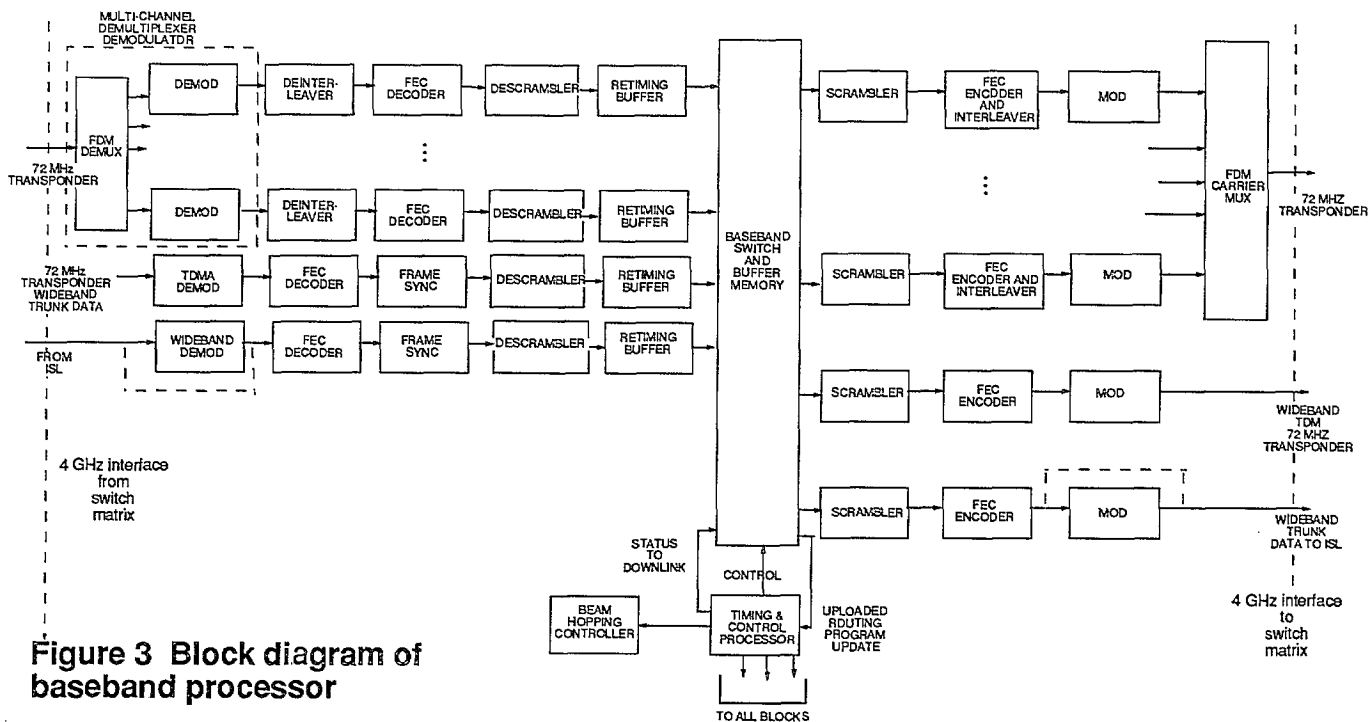 MULTI-CHANNEL
DEMULTIPLEXER
DEMODULATDR
FDM
DEMUX
72 MHz
TRANSPONDER
DEMOD
DEINTER-
LEAVER
FEC
DECODER
DESCRAMBLER
RETIMING
BUFFER
DEMOD
DEINTER-
LEAVER
FEC
DECODER
DESCRAMBLER
RETIMING
BUFFER
72 MHz
TRANSPONDER
WIDEBAND
TRUNK DATA
TDMA
DEMOD
FEC
DECODER
FRAME
SYNC
DESCRAMBLER
RETIMING
BUFFER
FROM
ISL
WIDEBAND
DEMOD
FEC
DECODER
FRAME
SYNC
DESCRAMBLER
RETIMING
BUFFER
BASEBAND
SWITCH
AND
BUFFER
MEMORY
SCRAMBLER
FEC
ENCODER
AND
INTERLEAVER
MOD
SCRAMBLER
FEC
ENCODER AND
INTERLEAVER
MOD
FDM
CARRIER
MUX
72 MHZ
TRANSPONDER
SCRAMBLER
FEC
ENCODER
MOD
WIDEBAND
TDM
72 MHZ
TRANSPONDER
SCRAMBLER
FEC
ENCODER
MOD
WIDEBAND
TRUNK
DATA TO ISL
4 GHz interface
from
switch
matrix
STATUS
TO
DOWNLINK
CONTROL
BEAM
HOPPING
CONTROLLER
TIMING &
CONTROL
PROCESSOR
UPLOADED
RDUTING
PROGRAM
UPDATE
TO ALL BLOCKS
4 GHz interface
to
switch
matrix
Figure 3 Block diagram of
baseband processor